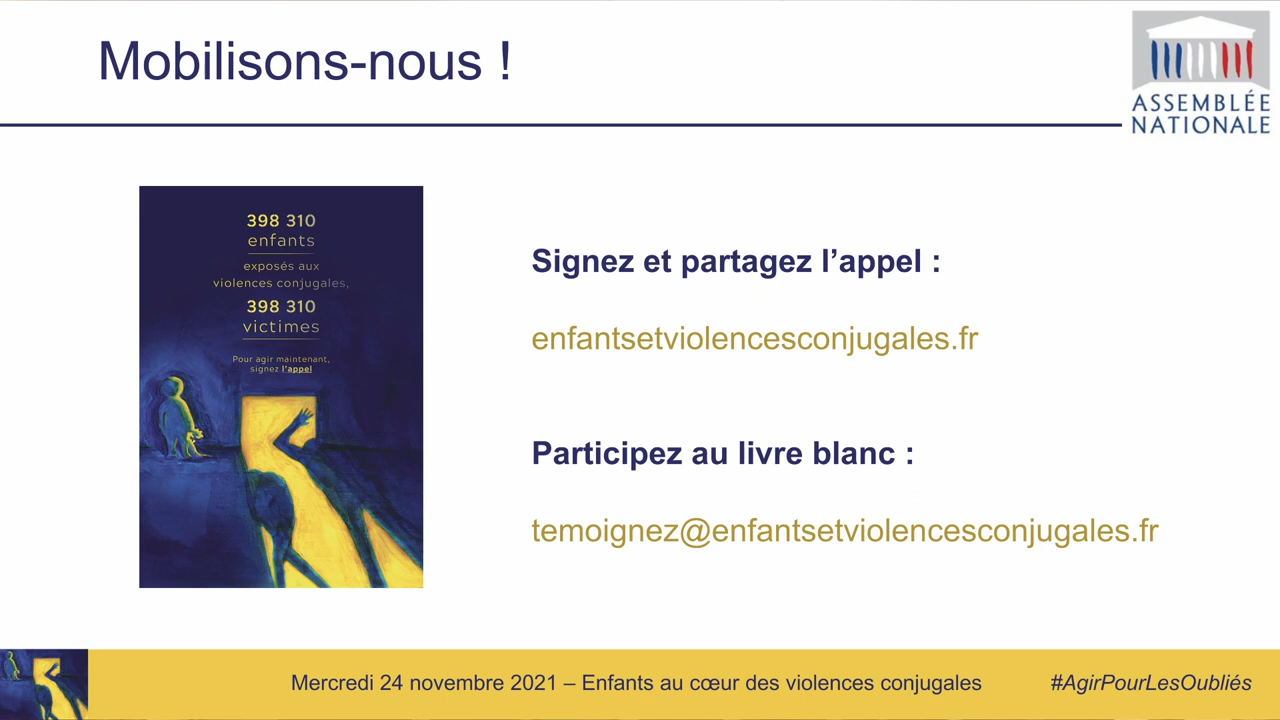 Mobilisons-nous !
ASSEMBLÉE
NATIONALE
398 310
enfants
exposés aux
violences conjugales,
398 310
victimes
Pour agir maintenant,
signez l'appel
Signez et partagez l’appel :
enfantsetviolencesconjugales.fr
Participez au livre blanc :
temoignez@enfantsetviolencesconjugales.fr
Mercredi 24 novembre 2021 – Enfants au cœur des violences conjugales
#AgirPourLesOubliés